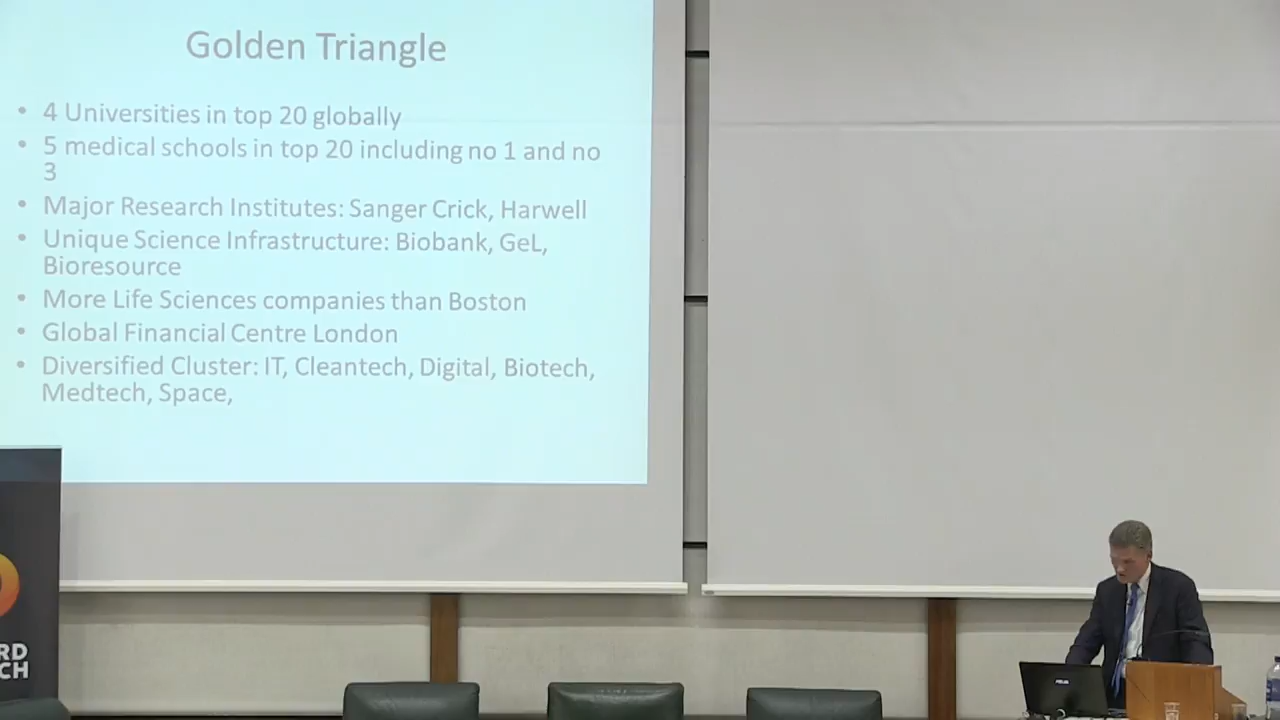 Golden Triangle
• 4 Universities in top 20 globally
• 5 medical schools in top 20 including no 1 and no
3
• Major Research Institutes: Sanger Crick, Harwell
• Unique Science Infrastructure: Biobank, GeL,
Bioresource
• More Life Sciences companies than Boston
• Global Financial Centre London
• Diversified Cluster: IT, Cleantech, Digital, Biotech,
Medtech, Space,
RD
CH